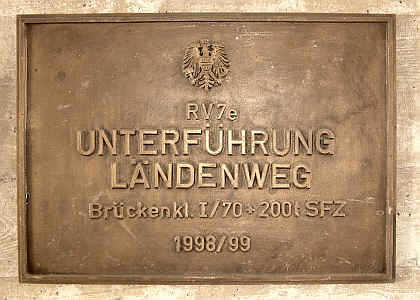 RV7e
UNTERFÜHRUNG
LÄNDENWEG
Brückenkl. I/70+200t SFZ
1998/99